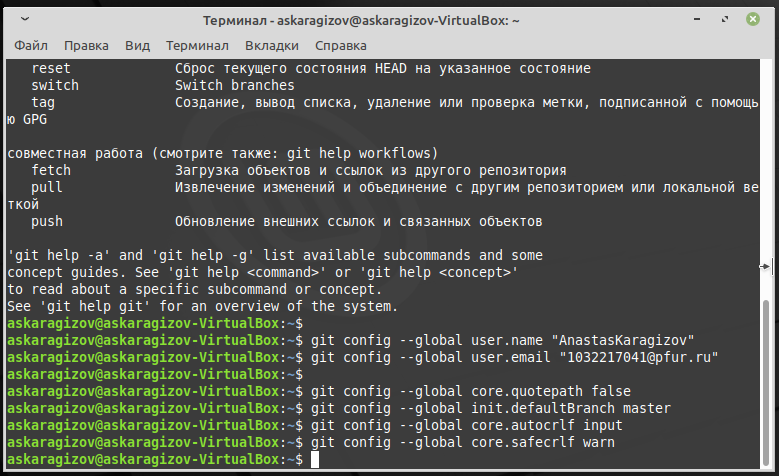 Терминал - askaragizov@askaragizov-VirtualBox: ~
Файл Правка Вид Терминал Вкладки Справка
reset Сброс текущего состояния HEAD на указанное состояние
switch Switch branches
tag Создание, вывод списка, удаление или проверка метки, подписанной с помощь
ю GPG
совместная работа (смотрите также: git help workflows)
fetch Загрузка объектов и ссылок из другого репозитория
pull Извлечение изменений и объединение с другим репозиторием или локальной ве
ткой
push Обновление внешних ссылок и связанных объектов
'git help -a' and 'git help -g' list available subcommands and some
concept guides. See 'git help <command>' or 'git help <concept>'
to read about a specific subcommand or concept.
See 'git help git' for an overview of the system.
askaragizov@askaragizov-VirtualBox:~$
askaragizov@askaragizov-VirtualBox:~$ git config --global user.name "AnastasKaragizov"
askaragizov@askaragizov-VirtualBox:~$ git config --global user.email "1032217041@pfur.ru"
askaragizov@askaragizov-VirtualBox:~$
askaragizov@askaragizov-VirtualBox:~$ git config --global core.quotepath false
askaragizov@askaragizov-VirtualBox:~$ git config --global init.defaultBranch master
askaragizov@askaragizov-VirtualBox:~$ git config --global core.autocrlf input
askaragizov@askaragizov-VirtualBox:~$ git config --global core.safecrlf warn
askaragizov@askaragizov-VirtualBox:~$